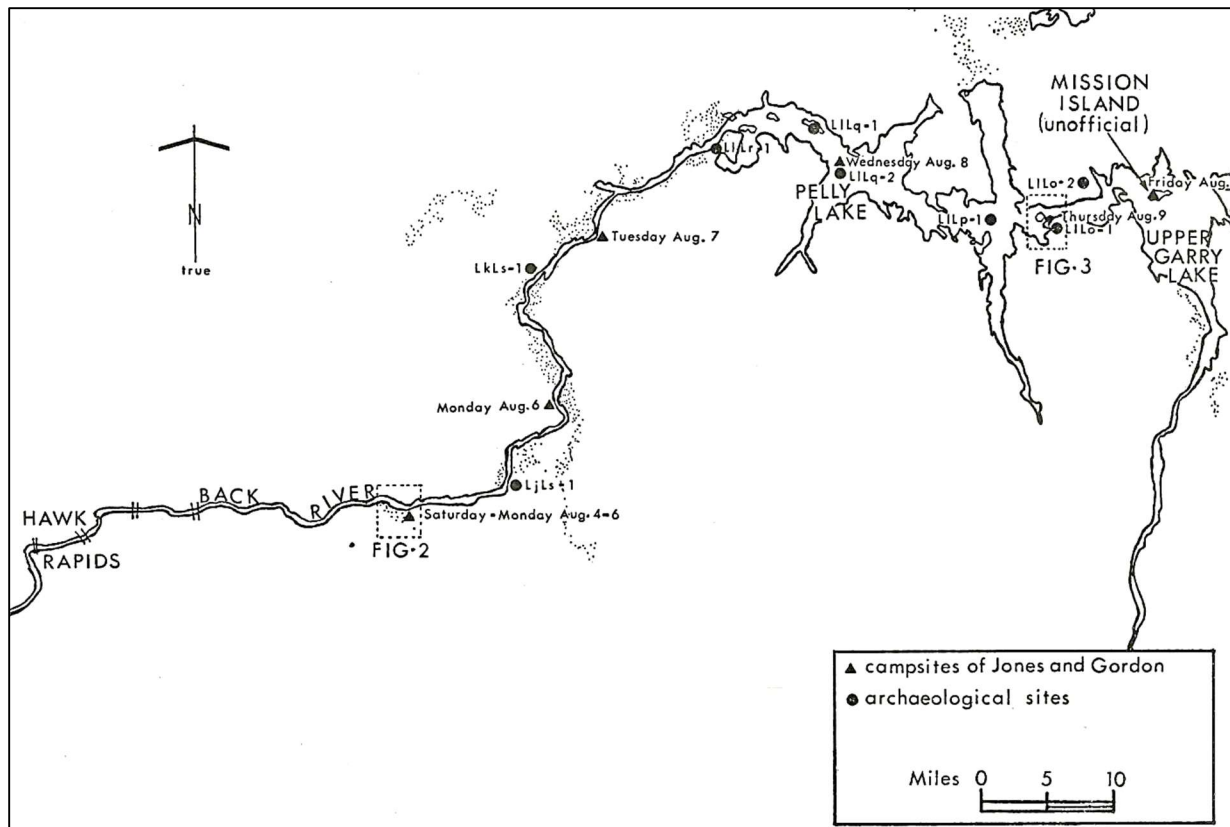 MISSION
ISLAND
(unofficial)
LlLq-1
LlLr-1
Wednesday Aug. 8
LlLq-2
PELLY
LAKE
LlLo-2
Friday Aug.
LlLp-1
Thursday Aug. 9
LlLo-1
FIG·3
UPPER
GARRY
LAKE
N
true
Tuesday Aug. 7
LkLs-1
Monday Aug. 6
LjLs-1
BACK
RIVER
HAWK
RAPIDS
Saturday-Monday Aug. 4-6
FIG·2
campsites of Jones and Gordon
archaeological sites
Miles 0 5 10